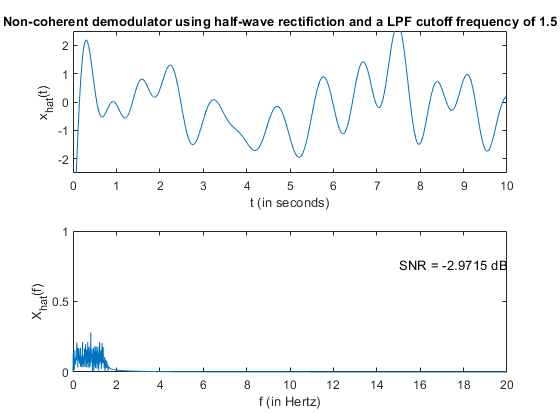 Non-coherent demodulator using half-wave rectifiction and a LPF cutoff frequency of 1.5
2
1
0
-1
-2
x_hat(t)
0 1 2 3 4 5 6 7 8 9 10
t (in seconds)
1
0.5
0
X_hat(f)
SNR = -2.9715 dB
0 2 4 6 8 10 12 14 16 18 20
f (in Hertz)